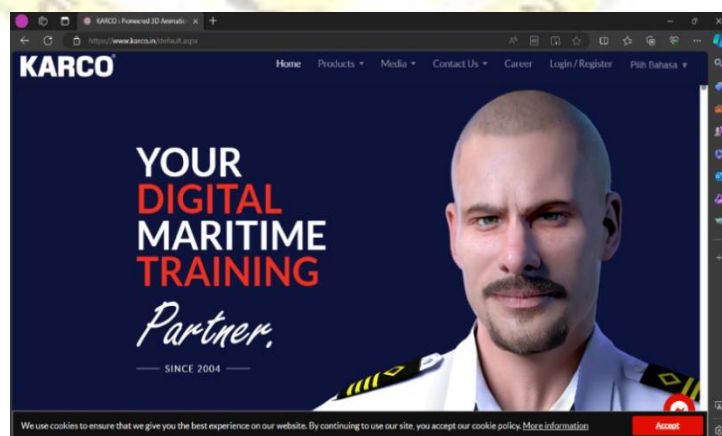 KARCO : Pioneered 3D Animatio
https://www.karco.in/default.aspx
KARCO
Home Products Media Contact Us Career Login / Register Pilih Bahasa
YOUR
DIGITAL
MARITIME
TRAINING
Partner.
SINCE 2004
We use cookies to ensure that we give you the best experience on our website. By continuing to use our site, you accept our cookie policy. More information
Accept